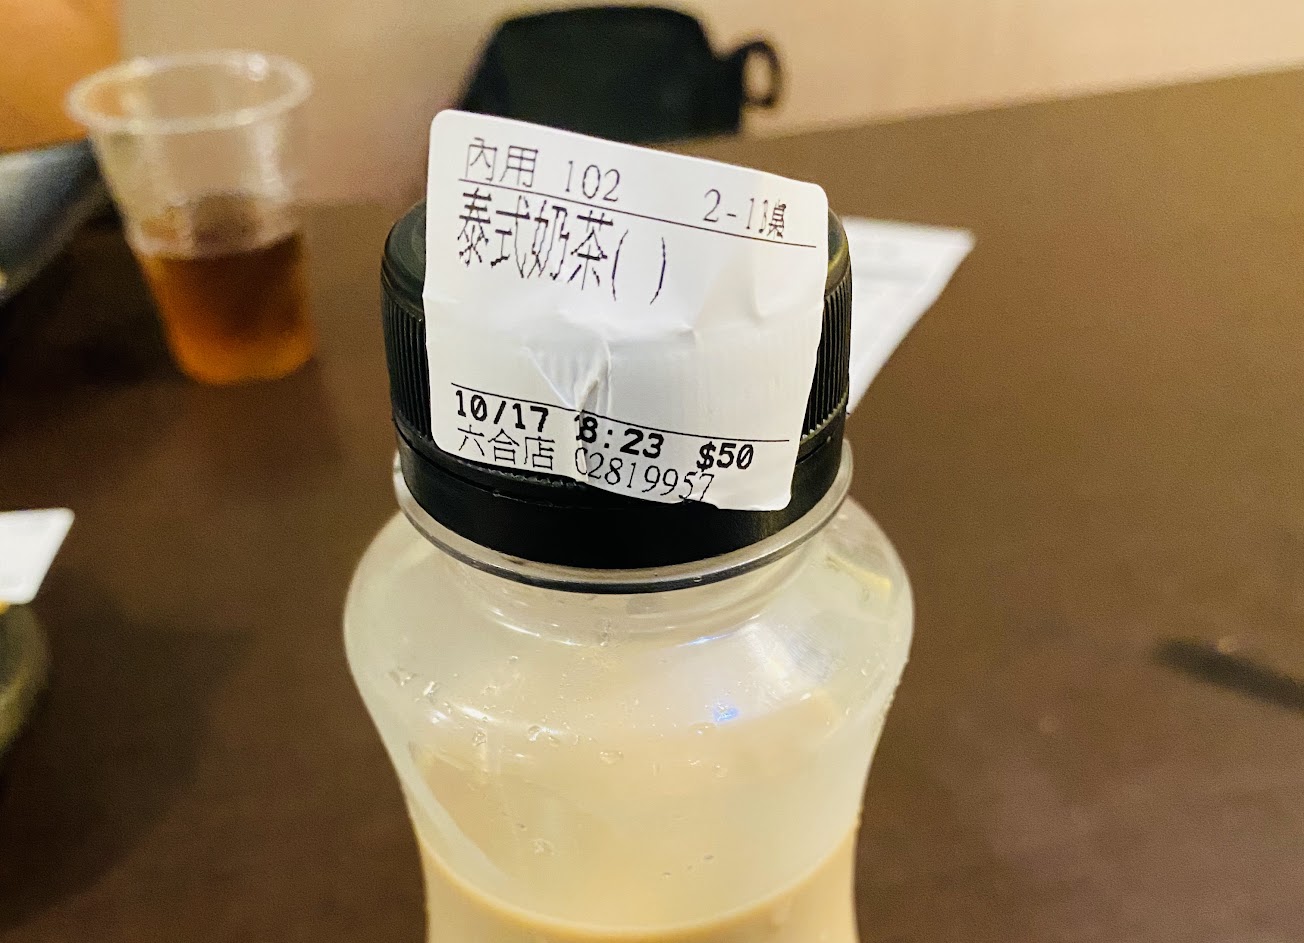 內用 102 2-13桌
泰式奶茶( )
10/17 18:23 $50
六合店 02819957